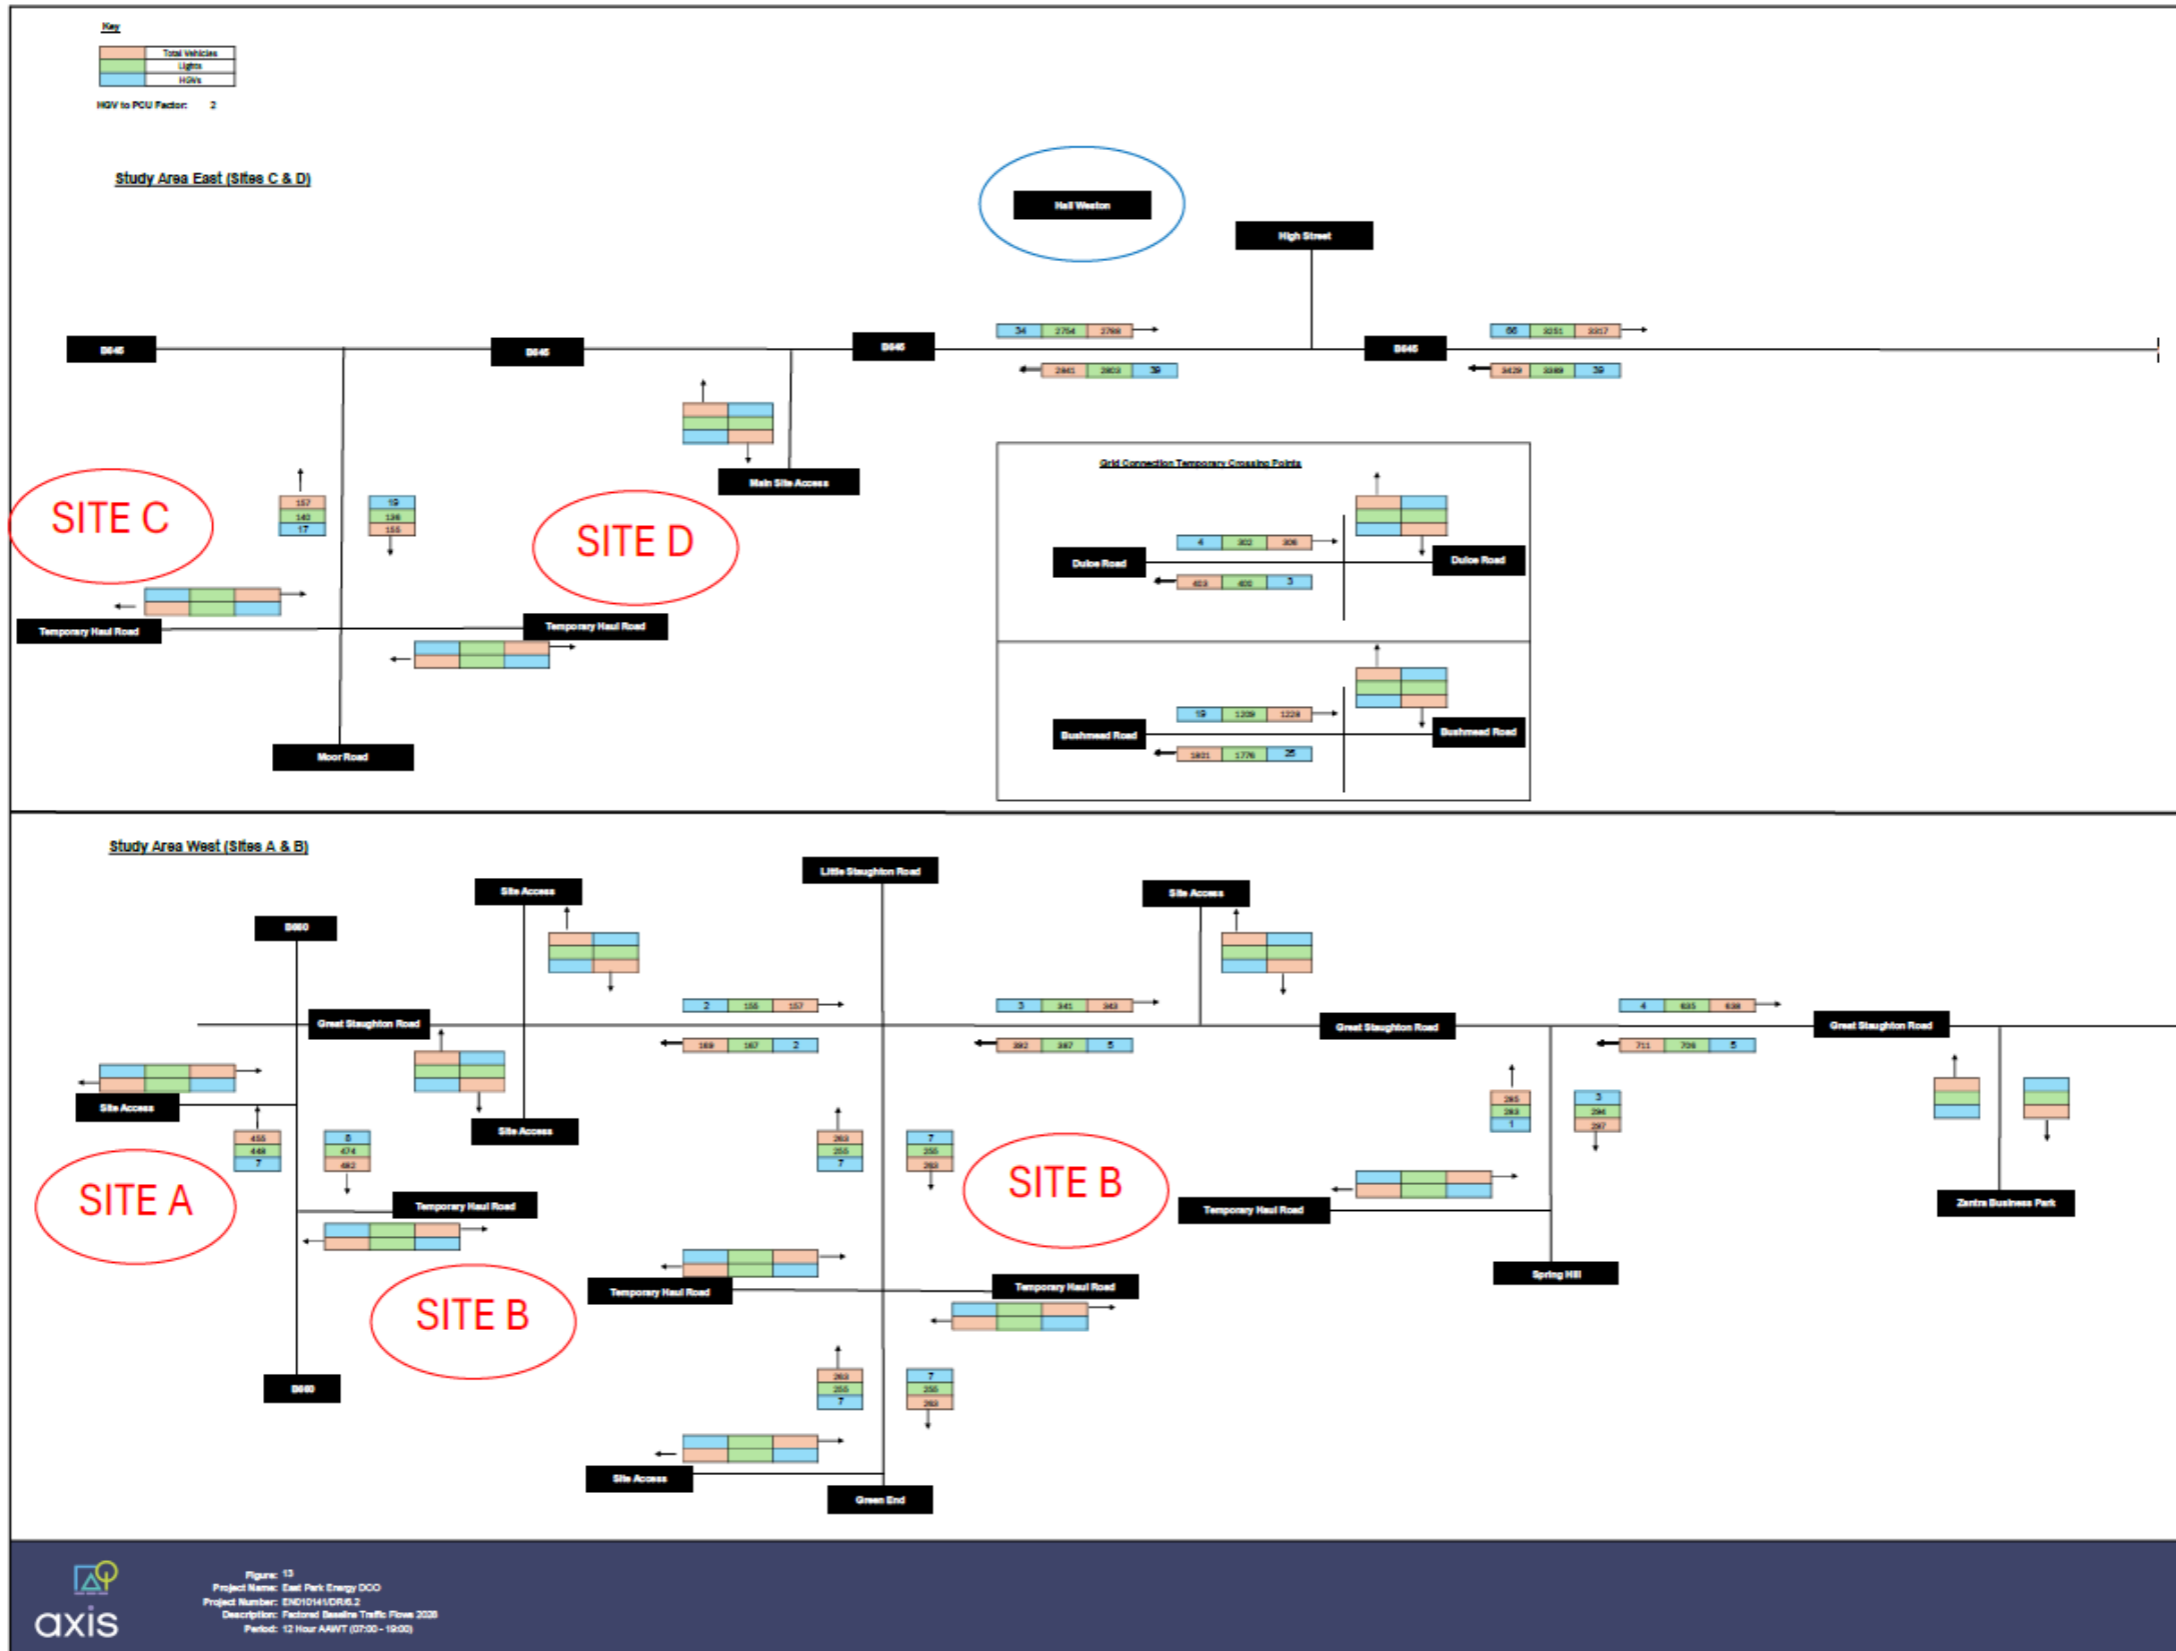 Key
Total Vehicles
Lights
HGVs
HGV to PCU Factor: 2
Study Area East (Sites C & D)
Hail Weston
High Street
34 2754 2788
66 3251 3317
B645
B645
B645
B645
2841 2803 39
3429 3389 39
Main Site Access
Grid Connection Temporary Crossing Points
SITE C
157
140
17
19
136
155
SITE D
4 302 306
Duloe Road
Duloe Road
403 400 3
Temporary Haul Road
Temporary Haul Road
19 1209 1228
Bushmead Road
Bushmead Road
1801 1776 25
Moor Road
Study Area West (Sites A & B)
Little Staughton Road
Site Access
Site Access
B660
2 155 157
3 341 343
4 635 638
Great Staughton Road
Great Staughton Road
Great Staughton Road
169 167 2
392 387 5
711 706 5
Site Access
Site Access
455
448
7
8
474
482
263
255
7
7
255
263
285
283
1
3
294
297
SITE A
SITE B
Temporary Haul Road
Temporary Haul Road
Zantra Business Park
SITE B
Temporary Haul Road
Temporary Haul Road
Spring Hill
B660
263
255
7
7
255
263
Site Access
Green End
axis
Figure: 13
Project Name: East Park Energy DCO
Project Number: EN010141/DR/6.2
Description: Factored Baseline Traffic Flows 2026
Period: 12 Hour AAWT (07:00 - 19:00)